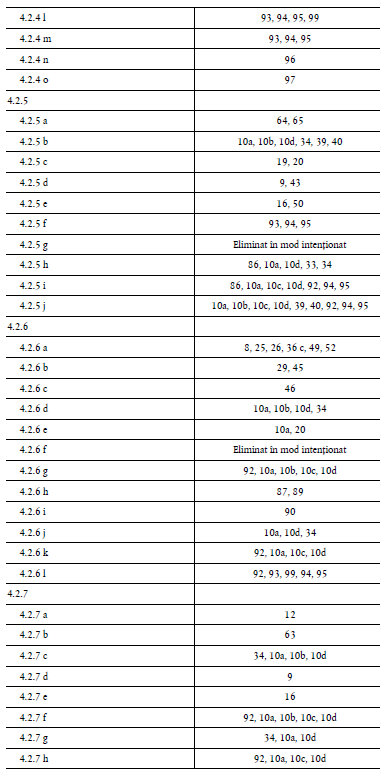 4.2.4 l 93, 94, 95, 99
4.2.4 m 93, 94, 95
4.2.4 n 96
4.2.4 o 97
4.2.5
4.2.5 a 64, 65
4.2.5 b 10a, 10b, 10d, 34, 39, 40
4.2.5 c 19, 20
4.2.5 d 9, 43
4.2.5 e 16, 50
4.2.5 f 93, 94, 95
4.2.5 g Eliminat în mod intenționat
4.2.5 h 86, 10a, 10d, 33, 34
4.2.5 i 86, 10a, 10c, 10d, 92, 94, 95
4.2.5 j 10a, 10b, 10c, 10d, 39, 40, 92, 94, 95
4.2.6
4.2.6 a 8, 25, 26, 36 c, 49, 52
4.2.6 b 29, 45
4.2.6 c 46
4.2.6 d 10a, 10b, 10d, 34
4.2.6 e 10a, 20
4.2.6 f Eliminat în mod intenționat
4.2.6 g 92, 10a, 10b, 10c, 10d
4.2.6 h 87, 89
4.2.6 i 90
4.2.6 j 10a, 10d, 34
4.2.6 k 92, 10a, 10c, 10d
4.2.6 l 92, 93, 99, 94, 95
4.2.7
4.2.7 a 12
4.2.7 b 63
4.2.7 c 34, 10a, 10b, 10d
4.2.7 d 9
4.2.7 e 16
4.2.7 f 92, 10a, 10b, 10c, 10d
4.2.7 g 34, 10a, 10d
4.2.7 h 92, 10a, 10c, 10d